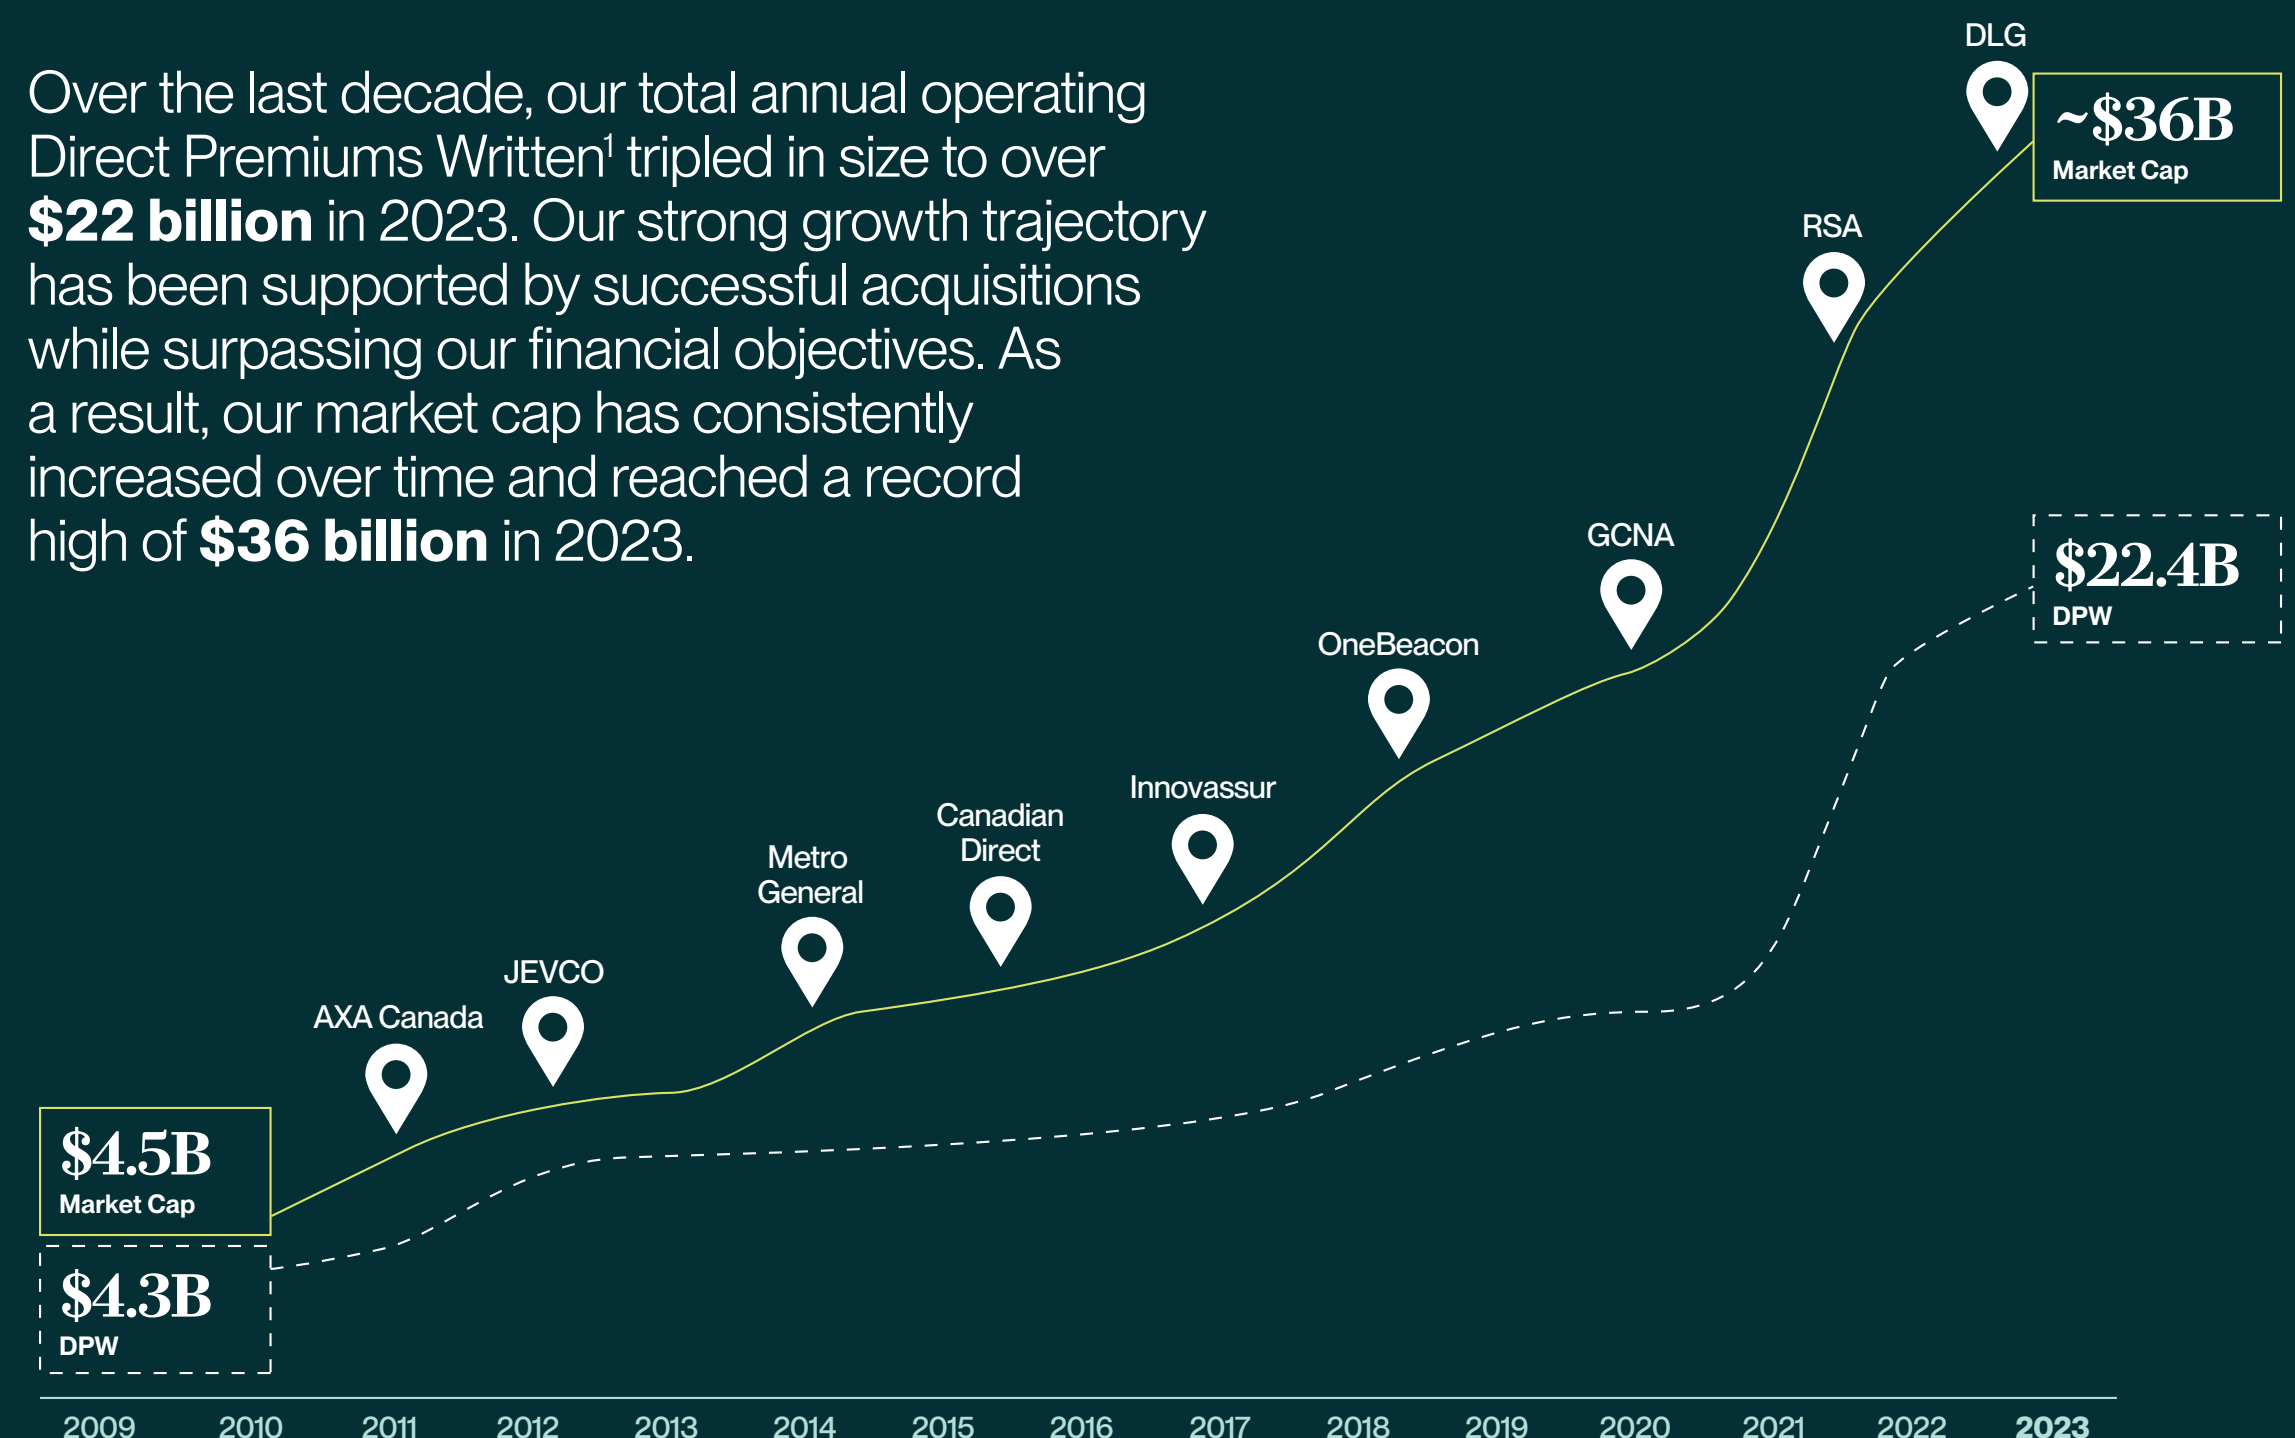 Over the last decade, our total annual operating
Direct Premiums Written¹ tripled in size to over
$22 billion in 2023. Our strong growth trajectory
has been supported by successful acquisitions
while surpassing our financial objectives. As
a result, our market cap has consistently
increased over time and reached a record
high of $36 billion in 2023.
DLG
~$36B
Market Cap
RSA
GCNA
$22.4B
DPW
OneBeacon
Innovassur
Canadian
Direct
Metro
General
JEVCO
AXA Canada
$4.5B
Market Cap
$4.3B
DPW
2009 2010 2011 2012 2013 2014 2015 2016 2017 2018 2019 2020 2021 2022 2023